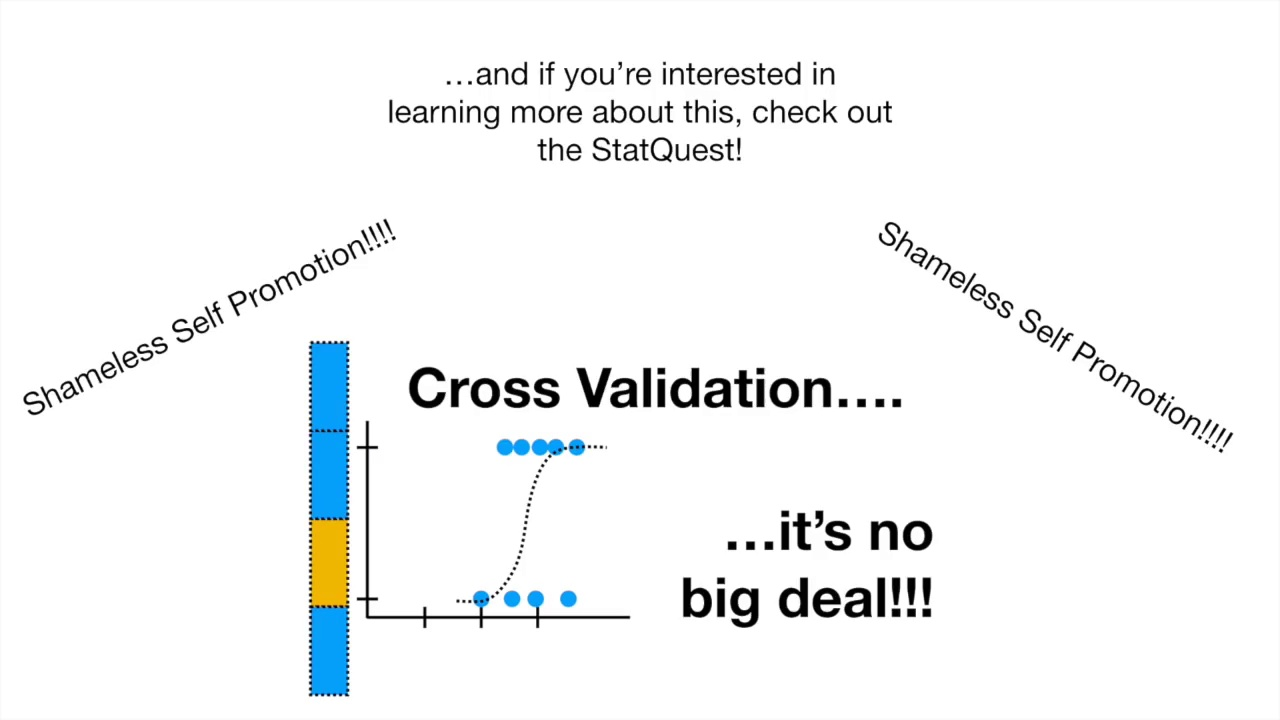 …and if you’re interested in
learning more about this, check out
the StatQuest!
Shameless Self Promotion!!!!
Shameless Self Promotion!!!!
Cross Validation….
…it’s no
big deal!!!